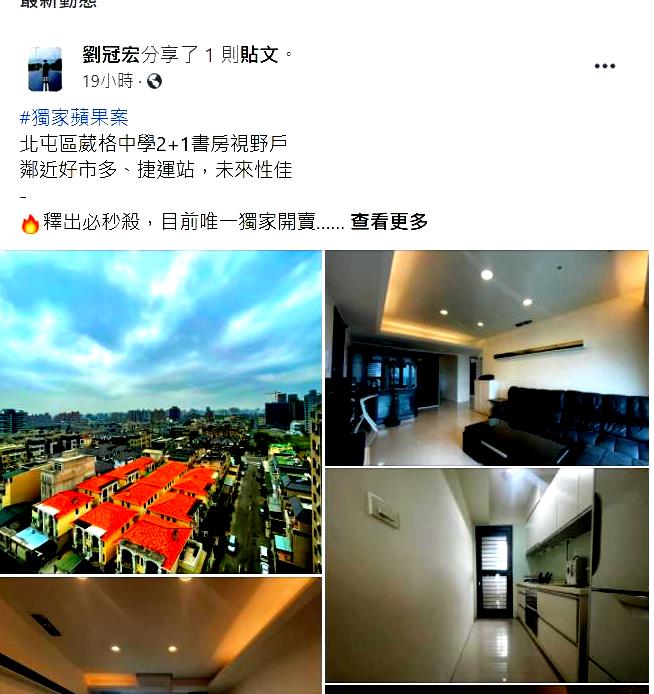 最新動態
劉冠宏分享了 1 則貼文。
19小時 ·
#獨家蘋果案
北屯區葳格中學2+1書房視野戶
鄰近好市多、捷運站，未來性佳
-
🔥釋出必秒殺，目前唯一獨家開賣...... 查看更多